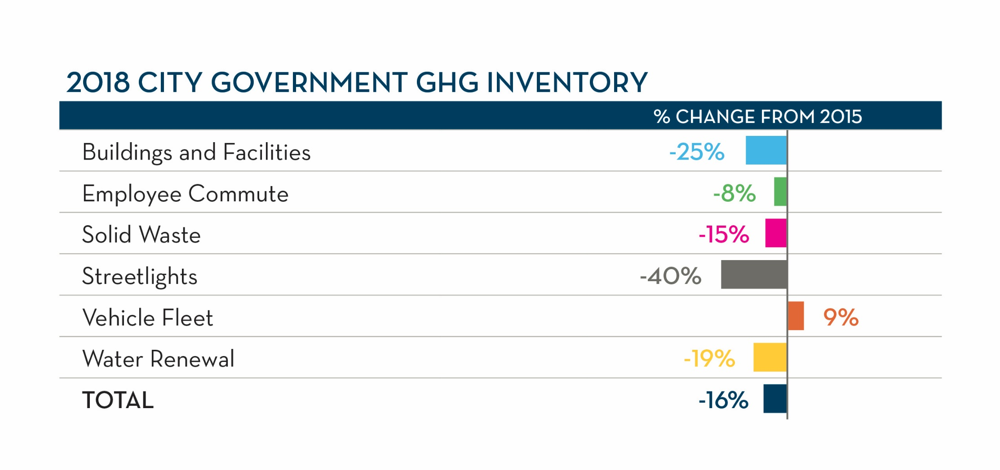 2018 CITY GOVERNMENT GHG INVENTORY
% CHANGE FROM 2015
Buildings and Facilities -25%
Employee Commute -8%
Solid Waste -15%
Streetlights -40%
Vehicle Fleet 9%
Water Renewal -19%
TOTAL -16%